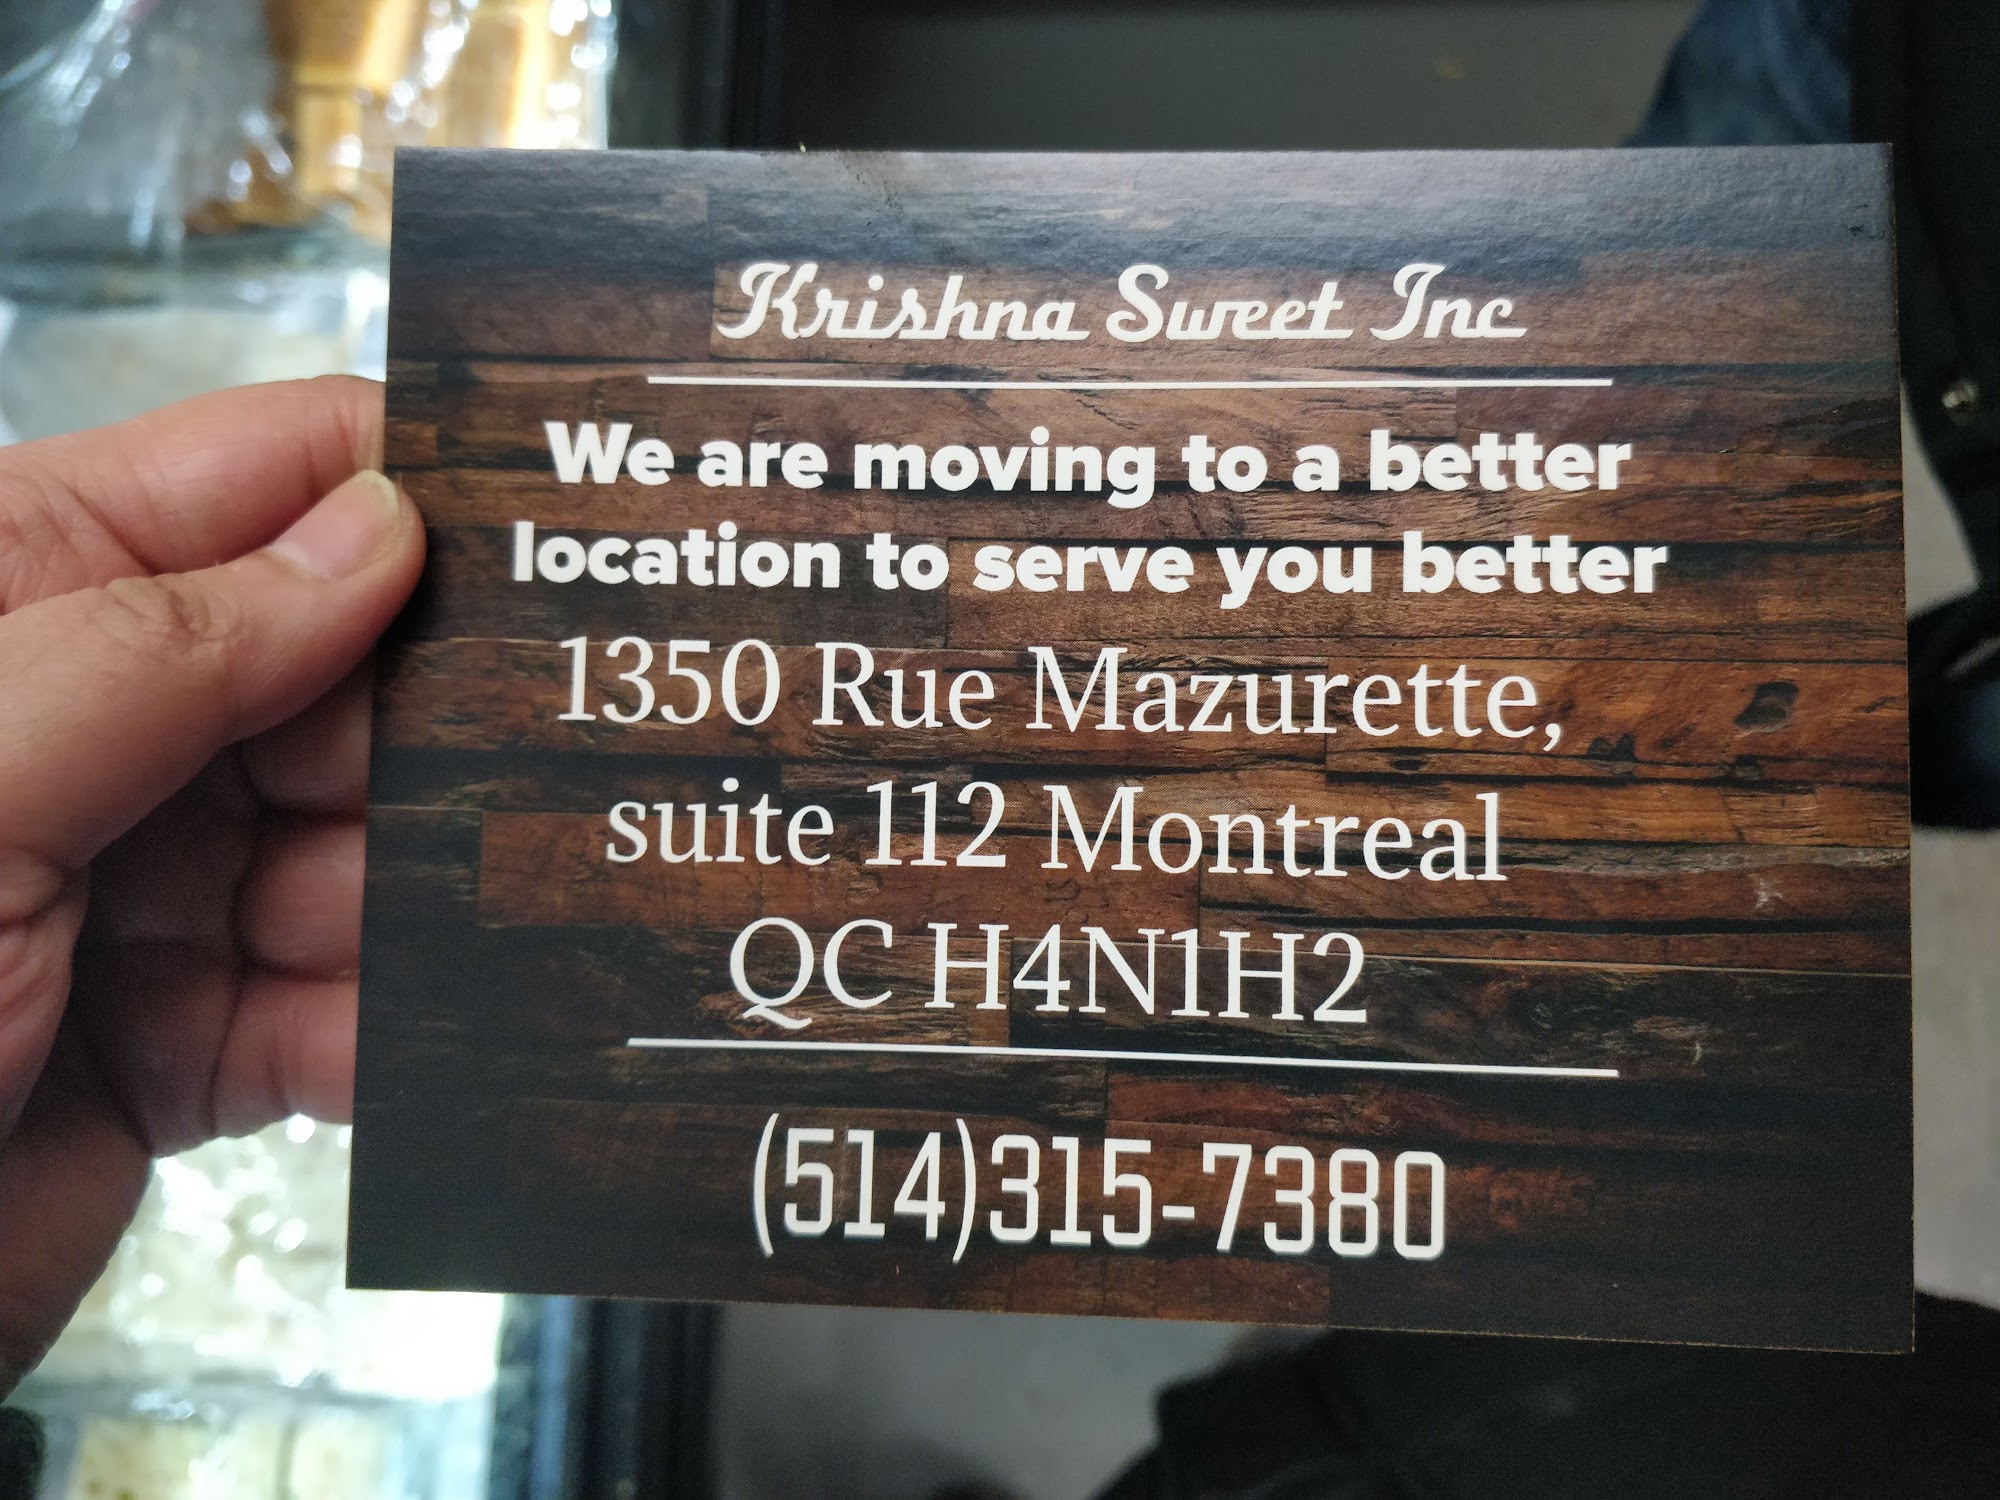 Krishna Sweet Inc
We are moving to a better
location to serve you better
1350 Rue Mazurette,
suite 112 Montreal
QC H4N1H2
(514)315-7380